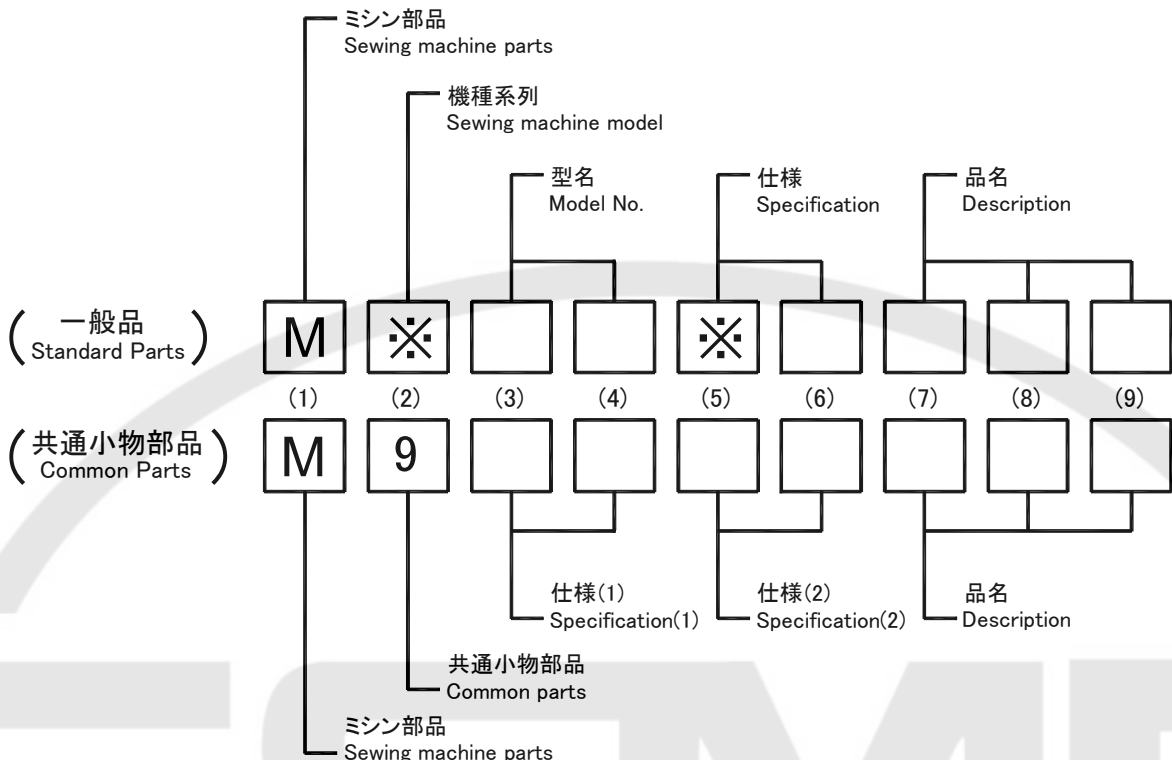 ミシン部品
Sewing machine parts
機種系列
Sewing machine model
型名
Model No.
仕様
Specification
品名
Description
(一般品
Standard Parts)
M ※ ※
(1) (2) (3) (4) (5) (6) (7) (8) (9)
(共通小物部品
Common Parts)
M 9
仕様(1)
Specification(1)
仕様(2)
Specification(2)
品名
Description
共通小物部品
Common parts
ミシン部品
Sewing machine parts